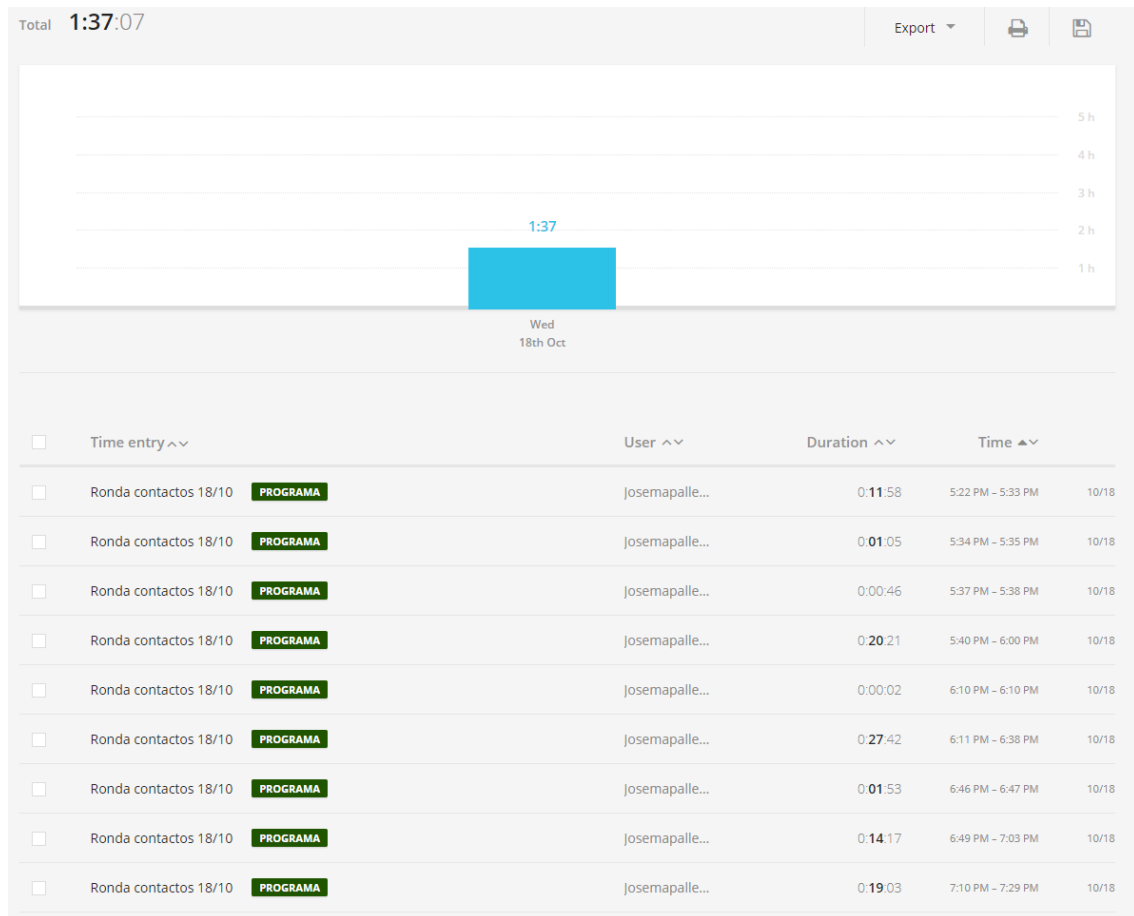 Total 1:37:07 Export
5 h
4 h
3 h
1:37
2 h
1 h
Wed
18th Oct
Time entry User Duration Time
Ronda contactos 18/10 PROGRAMA Josemapalle... 0:11:58 5:22 PM – 5:33 PM 10/18
Ronda contactos 18/10 PROGRAMA Josemapalle... 0:01:05 5:34 PM – 5:35 PM 10/18
Ronda contactos 18/10 PROGRAMA Josemapalle... 0:00:46 5:37 PM – 5:38 PM 10/18
Ronda contactos 18/10 PROGRAMA Josemapalle... 0:20:21 5:40 PM – 6:00 PM 10/18
Ronda contactos 18/10 PROGRAMA Josemapalle... 0:00:02 6:10 PM – 6:10 PM 10/18
Ronda contactos 18/10 PROGRAMA Josemapalle... 0:27:42 6:11 PM – 6:38 PM 10/18
Ronda contactos 18/10 PROGRAMA Josemapalle... 0:01:53 6:46 PM – 6:47 PM 10/18
Ronda contactos 18/10 PROGRAMA Josemapalle... 0:14:17 6:49 PM – 7:03 PM 10/18
Ronda contactos 18/10 PROGRAMA Josemapalle... 0:19:03 7:10 PM – 7:29 PM 10/18